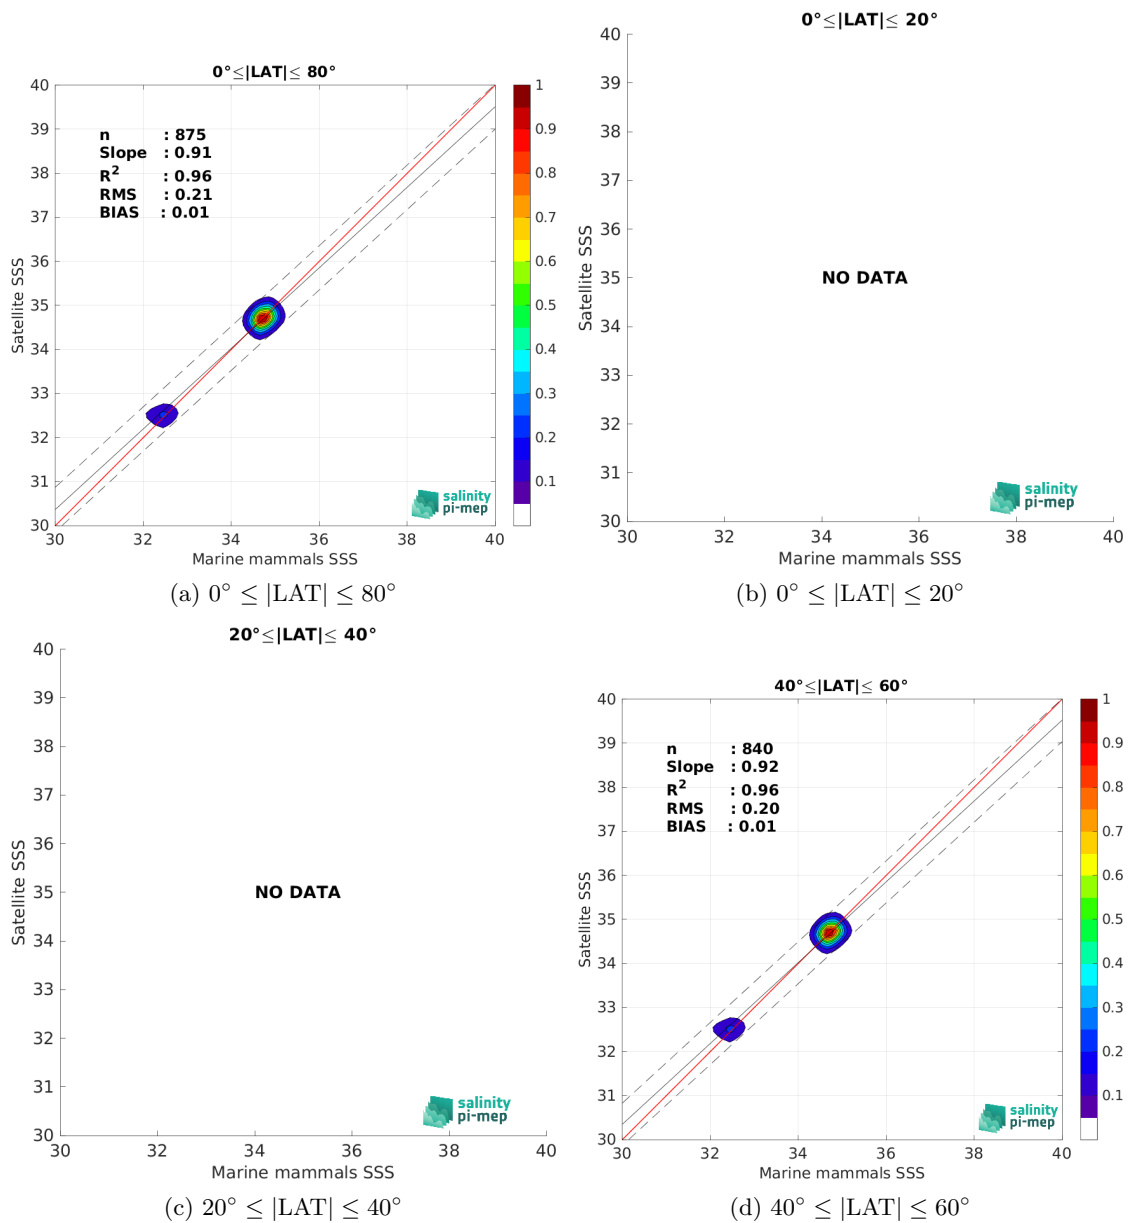 0°≤|LAT|≤ 80°
n : 875
Slope : 0.91
R² : 0.96
RMS : 0.21
BIAS : 0.01
Satellite SSS
40
39
38
37
36
35
34
33
32
31
30
30 32 34 36 38 40
Marine mammals SSS
1
0.9
0.8
0.7
0.6
0.5
0.4
0.3
0.2
0.1
salinity
pi-mep
(a) 0° ≤ |LAT| ≤ 80°
0°≤|LAT|≤ 20°
Satellite SSS
40
39
38
37
36
35
34
33
32
31
30
NO DATA
salinity
pi-mep
30 32 34 36 38 40
Marine mammals SSS
(b) 0° ≤ |LAT| ≤ 20°
20°≤|LAT|≤ 40°
Satellite SSS
40
39
38
37
36
35
34
33
32
31
30
NO DATA
salinity
pi-mep
30 32 34 36 38 40
Marine mammals SSS
(c) 20° ≤ |LAT| ≤ 40°
40°≤|LAT|≤ 60°
n : 840
Slope : 0.92
R² : 0.96
RMS : 0.20
BIAS : 0.01
Satellite SSS
40
39
38
37
36
35
34
33
32
31
30
30 32 34 36 38 40
Marine mammals SSS
1
0.9
0.8
0.7
0.6
0.5
0.4
0.3
0.2
0.1
salinity
pi-mep
(d) 40° ≤ |LAT| ≤ 60°